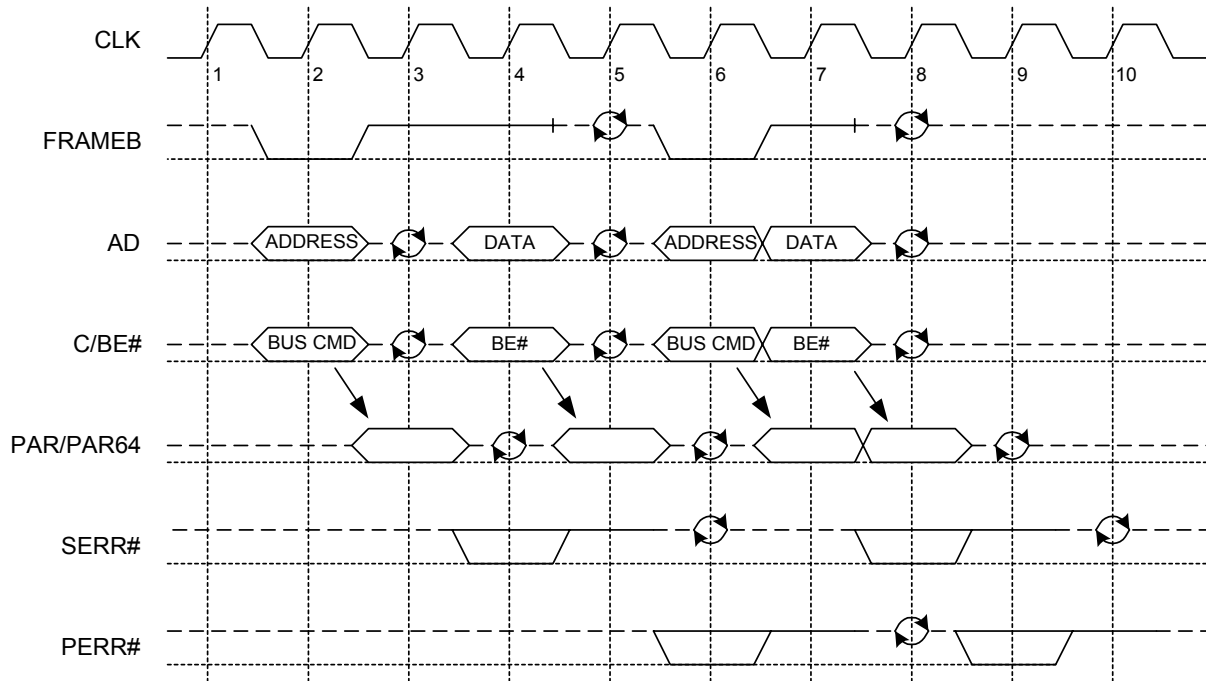 CLK
1 2 3 4 5 6 7 8 9 10
FRAMEB
AD ADDRESS DATA ADDRESS DATA
C/BE# BUS CMD BE# BUS CMD BE#
PAR/PAR64
SERR#
PERR#